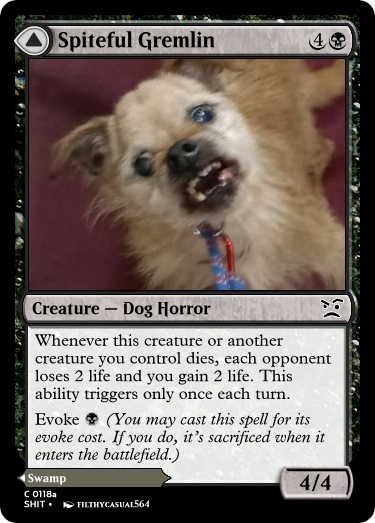 Spiteful Gremlin 4
Creature — Dog Horror
Whenever this creature or another
creature you control dies, each opponent
loses 2 life and you gain 2 life. This
ability triggers only once each turn.
Evoke (You may cast this spell for its
evoke cost. If you do, it's sacrificed when it
enters the battlefield.)
Swamp
4/4
C 0118a
SHIT • FILTHYCASUAL564